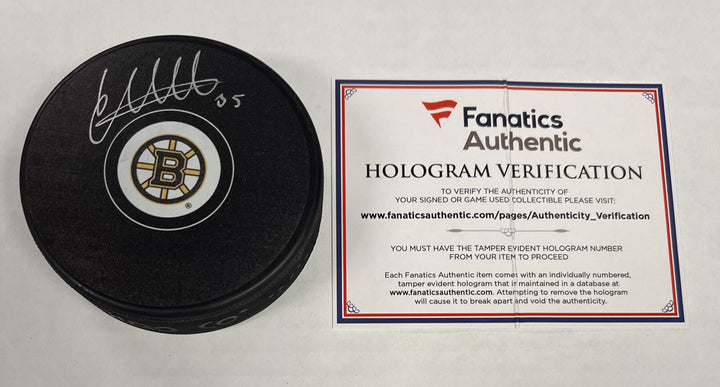 35
B
®
Fanatics
Authentic
HOLOGRAM VERIFICATION
TO VERIFY THE AUTHENTICITY OF
YOUR SIGNED OR GAME USED COLLECTIBLE PLEASE VISIT:
www.fanaticsauthentic.com/pages/Authenticity_Verification
YOU MUST HAVE THE TAMPER EVIDENT HOLOGRAM NUMBER
FROM YOUR ITEM TO PROCEED
Each Fanatics Authentic item comes with an individually numbered,
tamper evident hologram that is maintained in a database at
www.fanaticsauthentic.com. Attempting to remove the hologram
will cause it to break apart and void the authenticity.